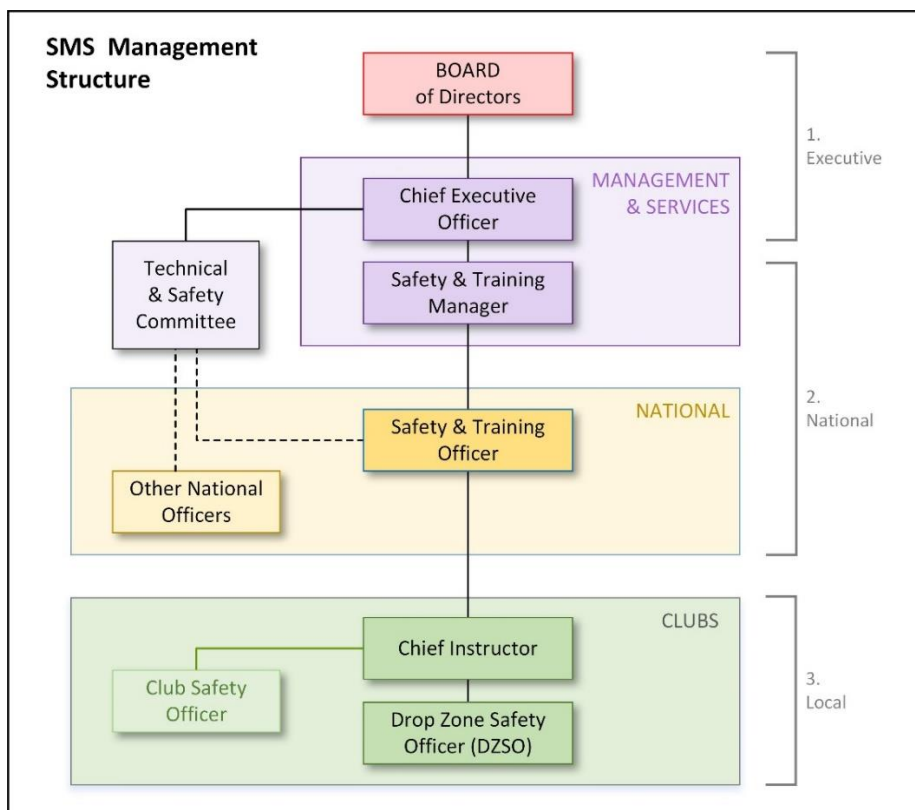 SMS  Management
Structure
BOARD
of Directors
1.
Executive
MANAGEMENT
& SERVICES
Chief Executive
Officer
Technical
& Safety
Committee
Safety & Training
Manager
2.
National
NATIONAL
Safety & Training
Officer
Other National
Officers
CLUBS
Chief Instructor
Club Safety
Officer
3.
Local
Drop Zone Safety
Officer (DZSO)